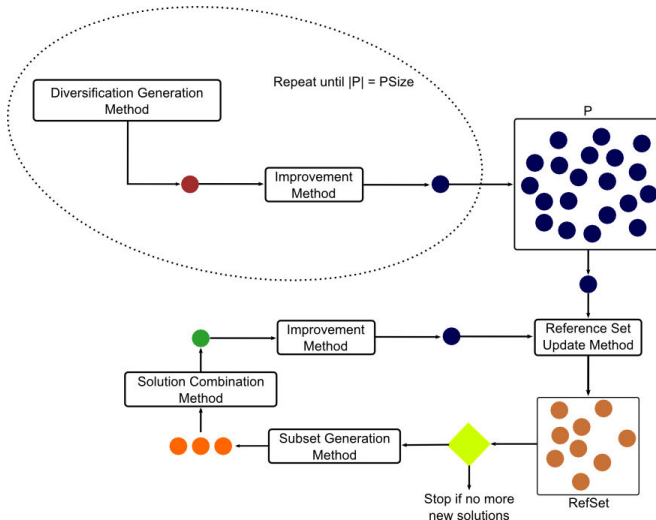 Repeat until |P| = PSize
Diversification Generation
Method
P
Improvement
Method
Improvement
Method
Reference Set
Update Method
Solution Combination
Method
Subset Generation
Method
Stop if no more
new solutions
RefSet